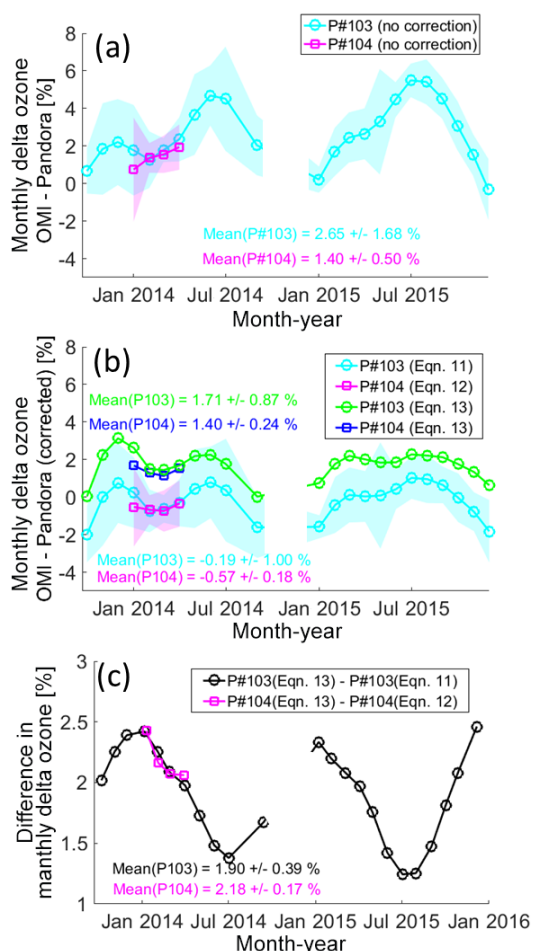 (a)
P#103 (no correction)
P#104 (no correction)
Monthly delta ozone
OMI - Pandora [%]
8
6
4
2
0
-2
-4
Mean(P#103) = 2.65 +/- 1.68 %
Mean(P#104) = 1.40 +/- 0.50 %
Jan 2014 Jul 2014 Jan 2015 Jul 2015
Month-year
(b)
P#103 (Eqn. 11)
P#104 (Eqn. 12)
P#103 (Eqn. 13)
P#104 (Eqn. 13)
Monthly delta ozone
OMI - Pandora (corrected) [%]
8
6
4
2
0
-2
-4
Mean(P103) = 1.71 +/- 0.87 %
Mean(P104) = 1.40 +/- 0.24 %
Mean(P103) = -0.19 +/- 1.00 %
Mean(P104) = -0.57 +/- 0.18 %
Jan 2014 Jul 2014 Jan 2015 Jul 2015
Month-year
(c)
P#103(Eqn. 13) - P#103(Eqn. 11)
P#104(Eqn. 13) - P#104(Eqn. 12)
Difference in
manthly delta ozone [%]
3
2.5
2
1.5
1
Mean(P103) = 1.90 +/- 0.39 %
Mean(P104) = 2.18 +/- 0.17 %
Jan 2014 Jul 2014 Jan 2015 Jul 2015 Jan 2016
Month-year